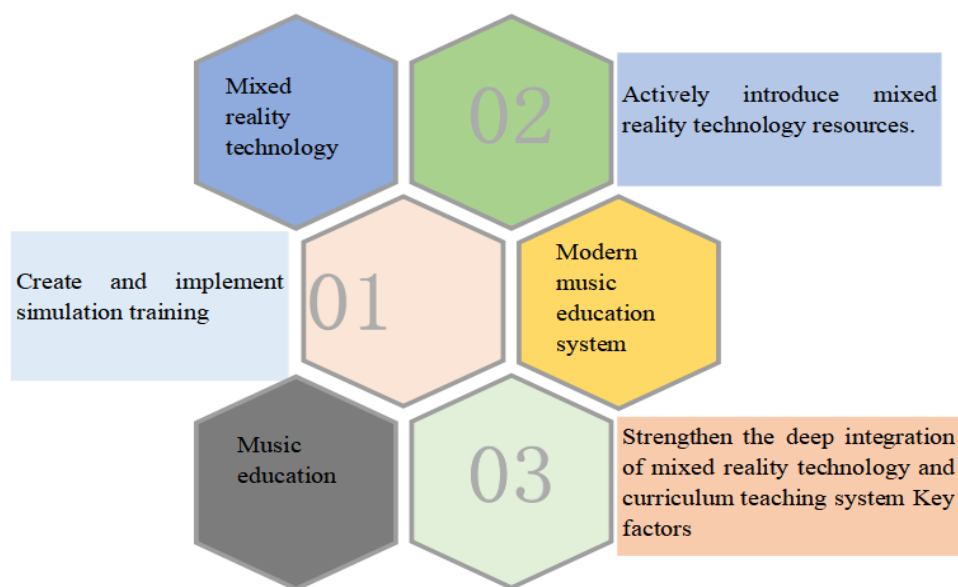 Mixed
reality
technology
02
Actively introduce mixed
reality technology resources.
Create and implement
simulation training
01
Modern
music
education
system
Music
education
03
Strengthen the deep integration
of mixed reality technology and
curriculum teaching system Key
factors